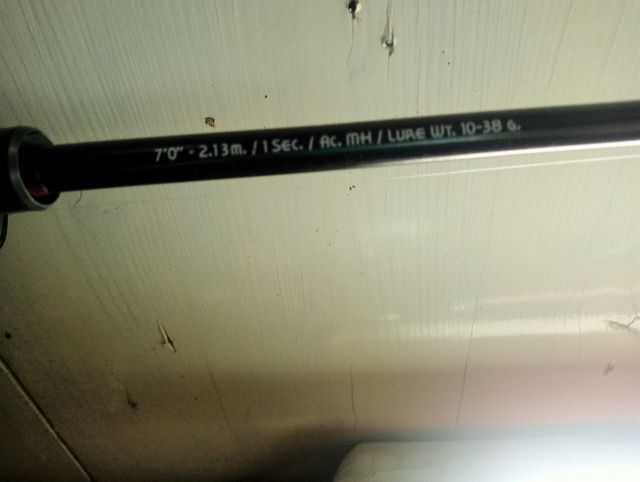 7'0" - 2.13m. / 1 SEC. / AC. MH / LURE WT. 10-38 G.